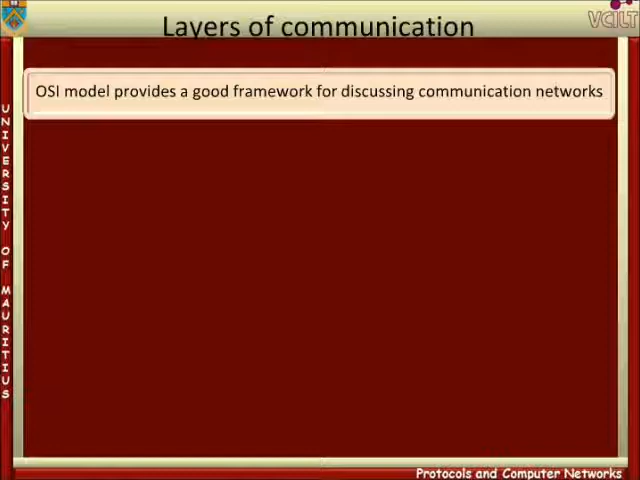 Layers of communication
VCILT
OSI model provides a good framework for discussing communication networks
UNIVERSITY OF MAURITIUS
Protocols and Computer Networks